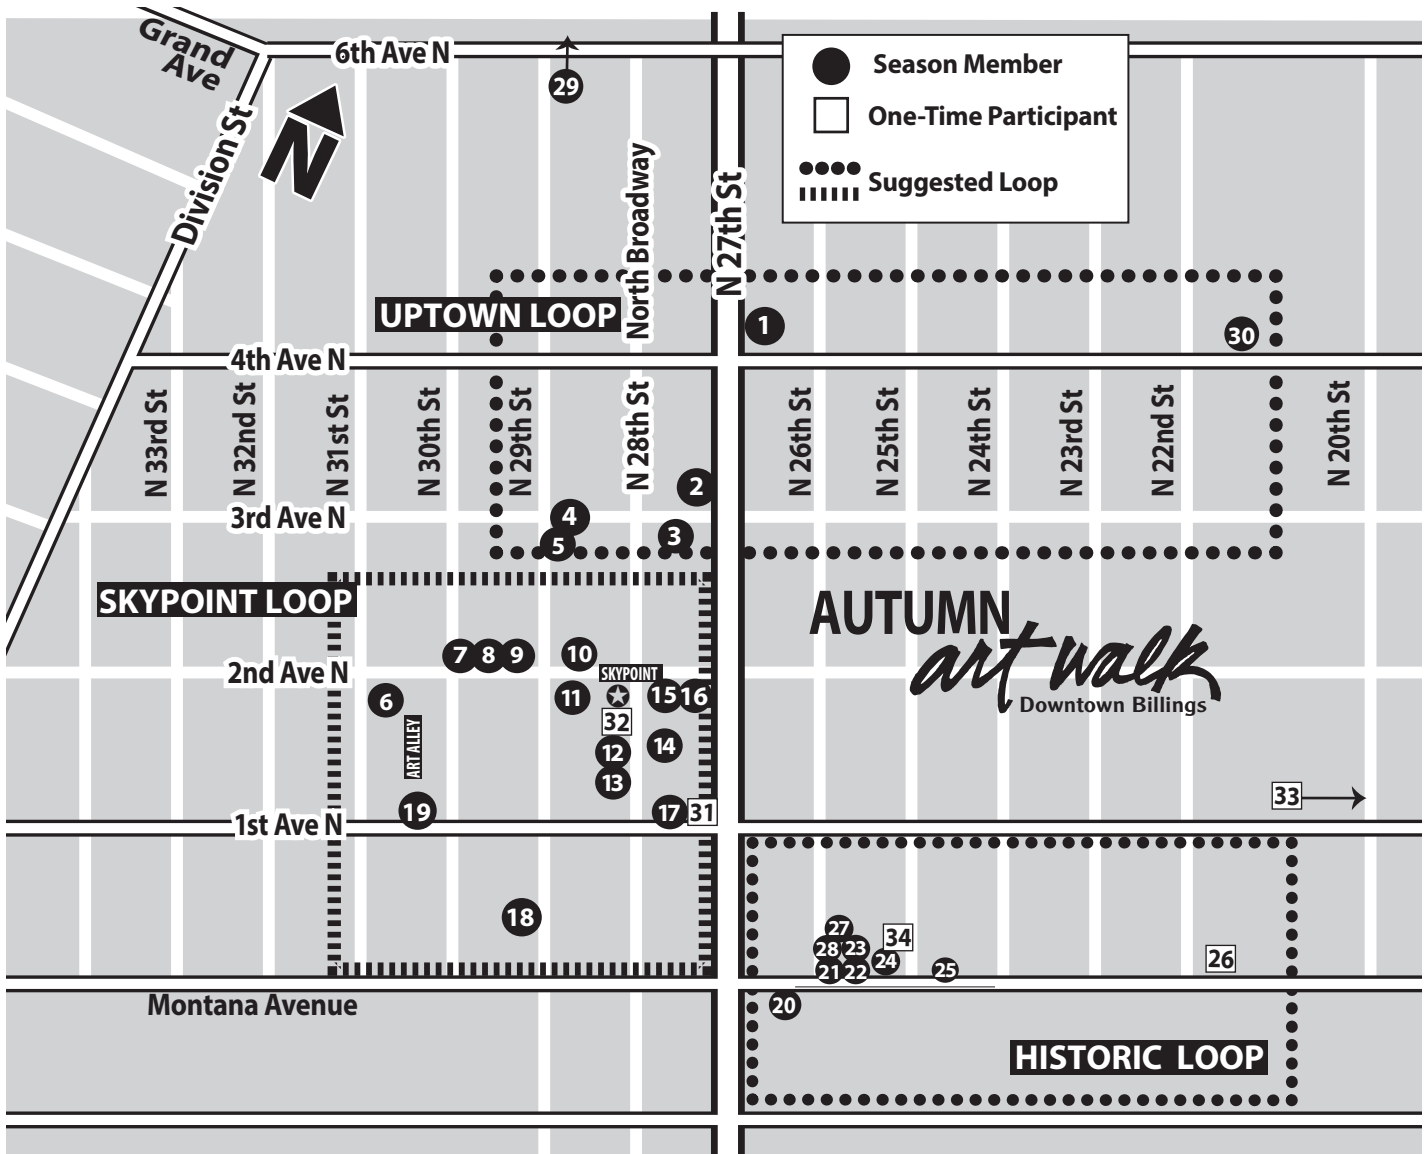 Grand
Ave
6th Ave N
29
Season Member
One-Time Participant
Suggested Loop
N
Division St
North Broadway
N 27th St
UPTOWN LOOP
1
30
4th Ave N
N 33rd St
N 32nd St
N 31st St
N 30th St
N 29th St
N 28th St
N 26th St
N 25th St
N 24th St
N 23rd St
N 22nd St
N 20th St
2
3rd Ave N
4
5
3
SKYPOINT LOOP
AUTUMN
art walk
Downtown Billings
7
8
9
10
2nd Ave N
SKYPOINT
6
11
15
16
32
ART ALLEY
12
14
13
33
19
17
31
1st Ave N
18
27
34
28
23
24
26
21
22
25
Montana Avenue
20
HISTORIC LOOP